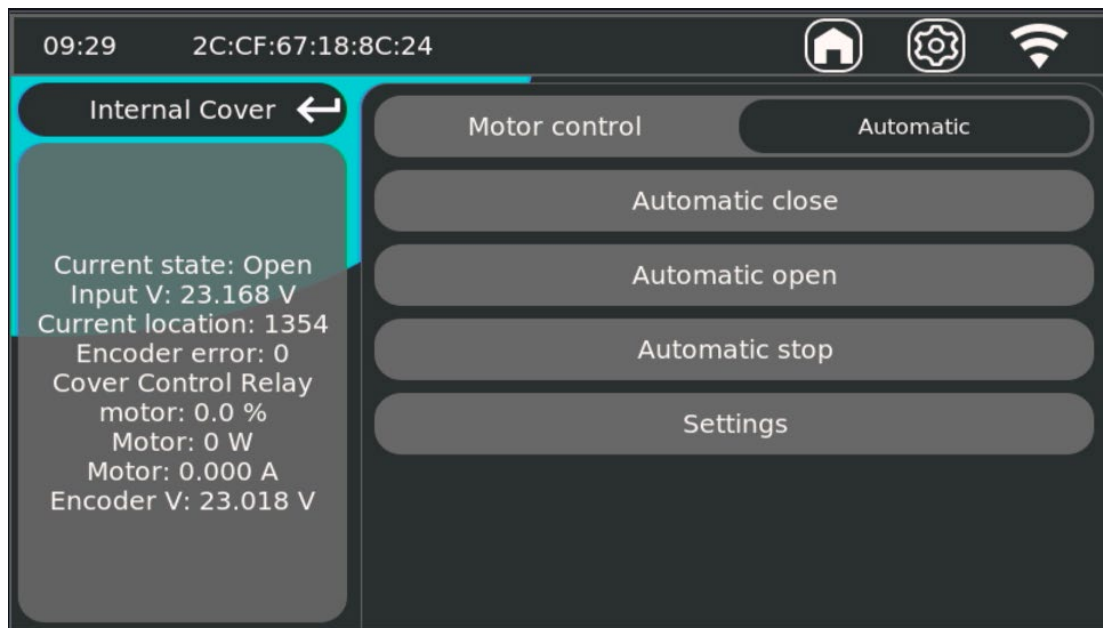 09:29 2C:CF:67:18:8C:24
Internal Cover
Current state: Open
Input V: 23.168 V
Current location: 1354
Encoder error: 0
Cover Control Relay
motor: 0.0 %
Motor: 0 W
Motor: 0.000 A
Encoder V: 23.018 V
Motor control Automatic
Automatic close
Automatic open
Automatic stop
Settings